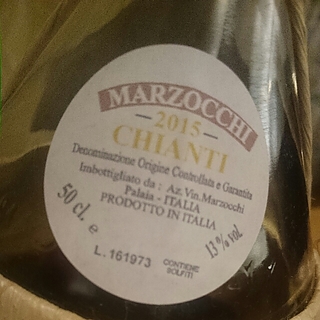 MARZOCCHI
- 2015 -
CHIANTI
Denominazione Origine Controllata e Garantita
Imbottigliato da : Az. Vin. Marzocchi
Palaia - ITALIA
PRODOTTO IN ITALIA
50 cl. e
13 % vol
L. 161973
CONTIENE
SOLFITI